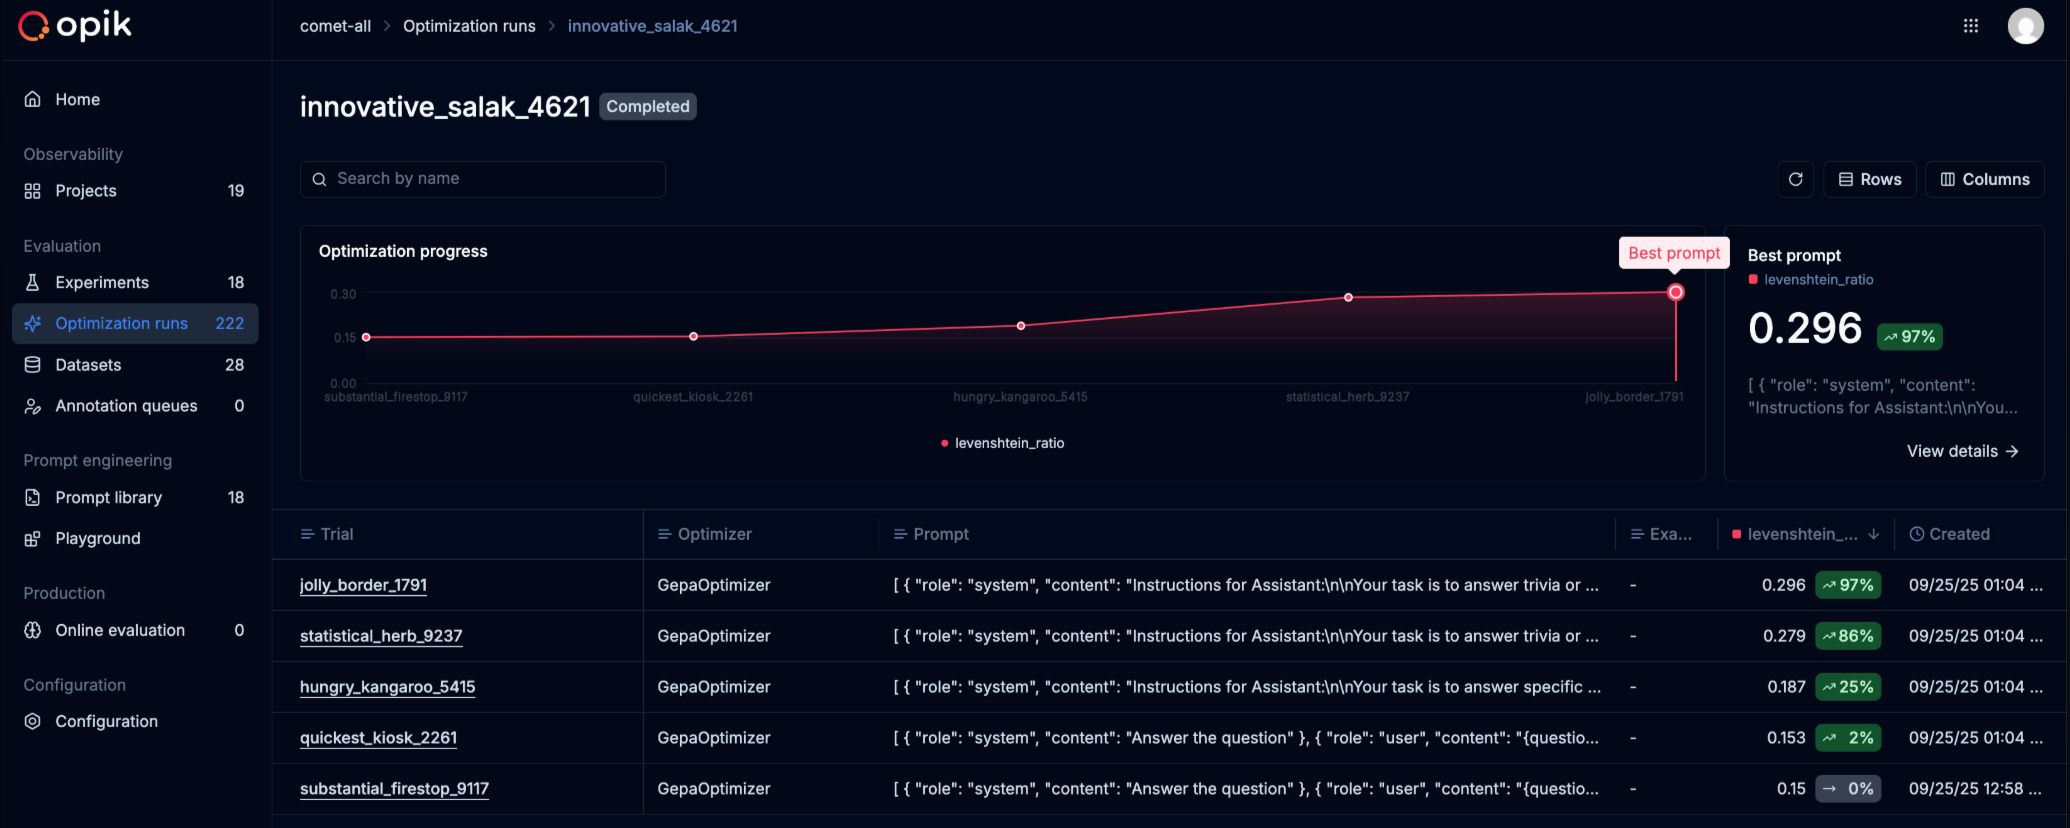 opik
comet-all > Optimization runs > innovative_salak_4621
Home
Observability
Projects 19
Evaluation
Experiments 18
Optimization runs 222
Datasets 28
Annotation queues 0
Prompt engineering
Prompt library 18
Playground
Production
Online evaluation 0
Configuration
Configuration
innovative_salak_4621 Completed
Search by name
Rows Columns
Optimization progress
Best prompt
0.30
0.15
0.00
substantial_firestop_9117 quickest_kiosk_2261 hungry_kangaroo_5415 statistical_herb_9237 jolly_border_1791
levenshtein_ratio
Best prompt
levenshtein_ratio
0.296 97%
[ { "role": "system", "content":
"Instructions for Assistant:\n\nYou...
View details →
Trial Optimizer Prompt Exa... levenshtein_... ↓ Created
jolly_border_1791 GepaOptimizer [ { "role": "system", "content": "Instructions for Assistant:\n\nYour task is to answer trivia or ... - 0.296 97% 09/25/25 01:04 ...
statistical_herb_9237 GepaOptimizer [ { "role": "system", "content": "Instructions for Assistant:\n\nYour task is to answer trivia or ... - 0.279 86% 09/25/25 01:04 ...
hungry_kangaroo_5415 GepaOptimizer [ { "role": "system", "content": "Instructions for Assistant:\n\nYour task is to answer specific ... - 0.187 25% 09/25/25 01:04 ...
quickest_kiosk_2261 GepaOptimizer [ { "role": "system", "content": "Answer the question" }, { "role": "user", "content": "{questio... - 0.153 2% 09/25/25 01:04 ...
substantial_firestop_9117 GepaOptimizer [ { "role": "system", "content": "Answer the question" }, { "role": "user", "content": "{questio... - 0.15 → 0% 09/25/25 12:58 ...